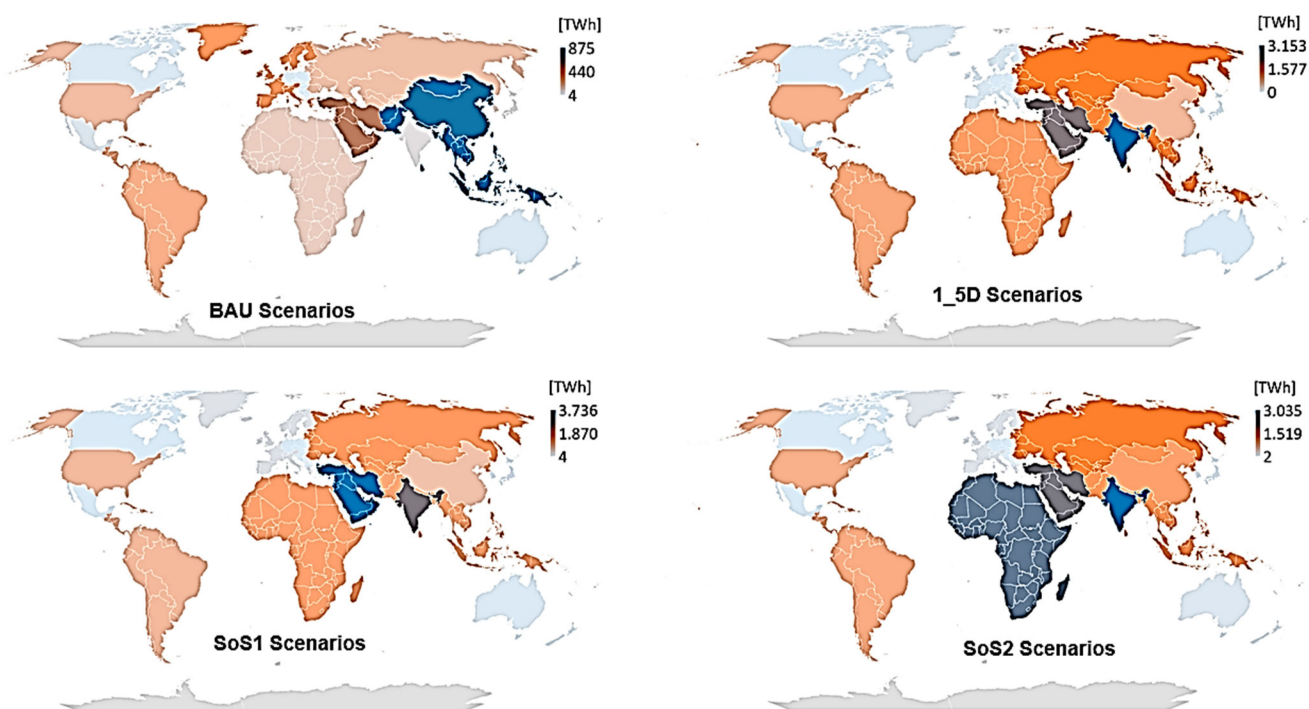 [TWh]
875
440
4
BAU Scenarios
[TWh]
3.153
1.577
0
1_5D Scenarios
[TWh]
3.736
1.870
4
SoS1 Scenarios
[TWh]
3.035
1.519
2
SoS2 Scenarios